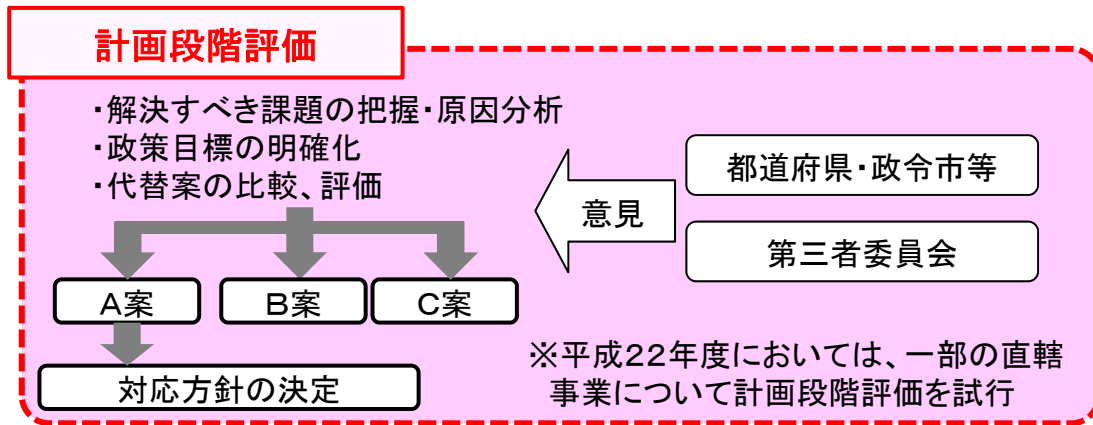 計画段階評価
・解決すべき課題の把握・原因分析
・政策目標の明確化
・代替案の比較、評価
意見
都道府県・政令市等
第三者委員会
A案
B案
C案
対応方針の決定
※平成22年度においては、一部の直轄
事業について計画段階評価を試行